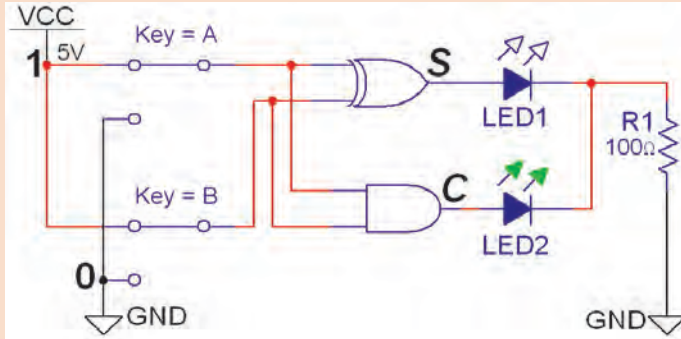 VCC
5V
1
Key = A
S
LED1
R1
100Ω
Key = B
C
LED2
0
GND
GND